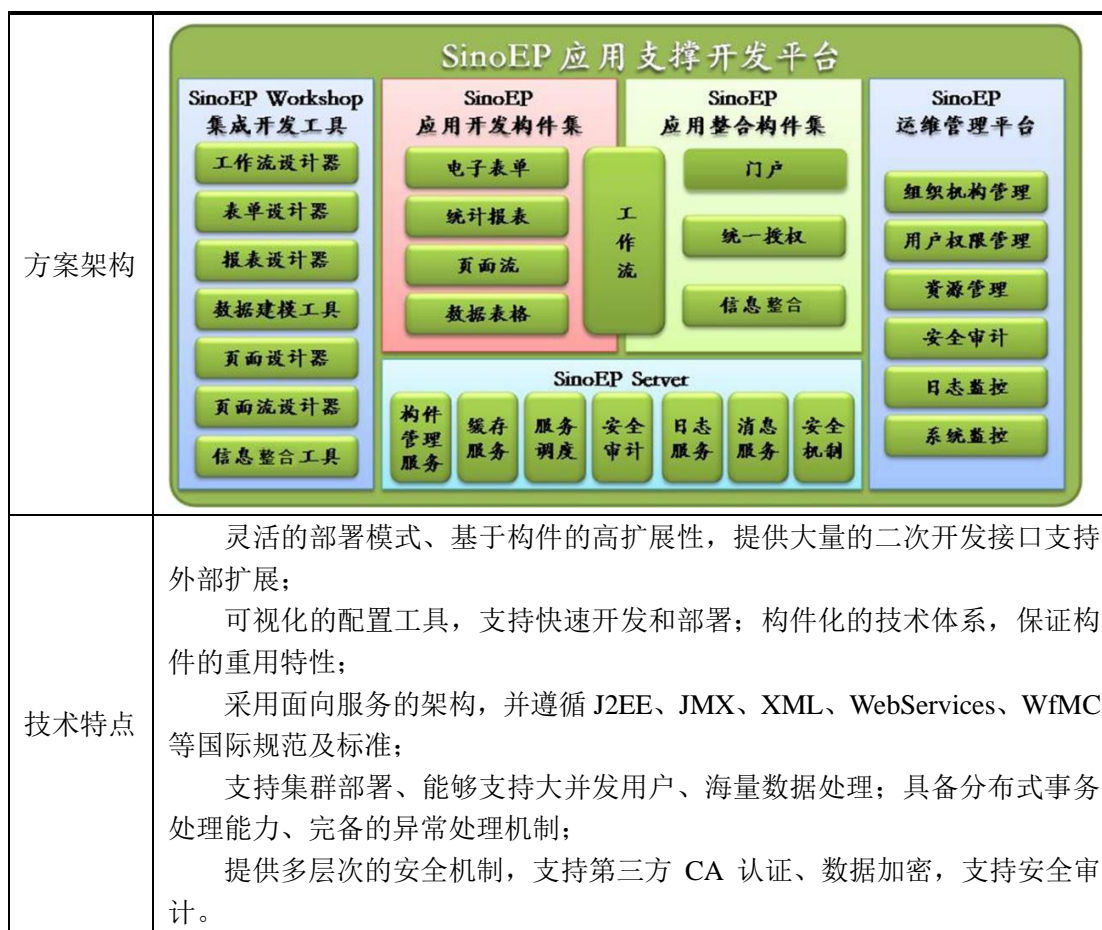 方案架构
SinoEP 应用支撑开发平台
SinoEP Workshop
集成开发工具
工作流设计器
表单设计器
报表设计器
数据建模工具
页面设计器
页面流设计器
信息整合工具
SinoEP
应用开发构件集
电子表单
统计报表
页面流
数据表格
工
作
流
SinoEP
应用整合构件集
门户
统一授权
信息整合
SinoEP Server
构件
管理
服务
缓存
服务
服务
调度
安全
审计
日志
服务
消息
服务
安全
机制
SinoEP
运维管理平台
组织机构管理
用户权限管理
资源管理
安全审计
日志监控
系统监控
技术特点
灵活的部署模式、基于构件的高扩展性，提供大量的二次开发接口支持
外部扩展；
可视化的配置工具，支持快速开发和部署；构件化的技术体系，保证构
件的重用特性；
采用面向服务的架构，并遵循 J2EE、JMX、XML、WebServices、WfMC
等国际规范及标准；
支持集群部署、能够支持大并发用户、海量数据处理；具备分布式事务
处理能力、完备的异常处理机制；
提供多层次的安全机制，支持第三方 CA 认证、数据加密，支持安全审
计。